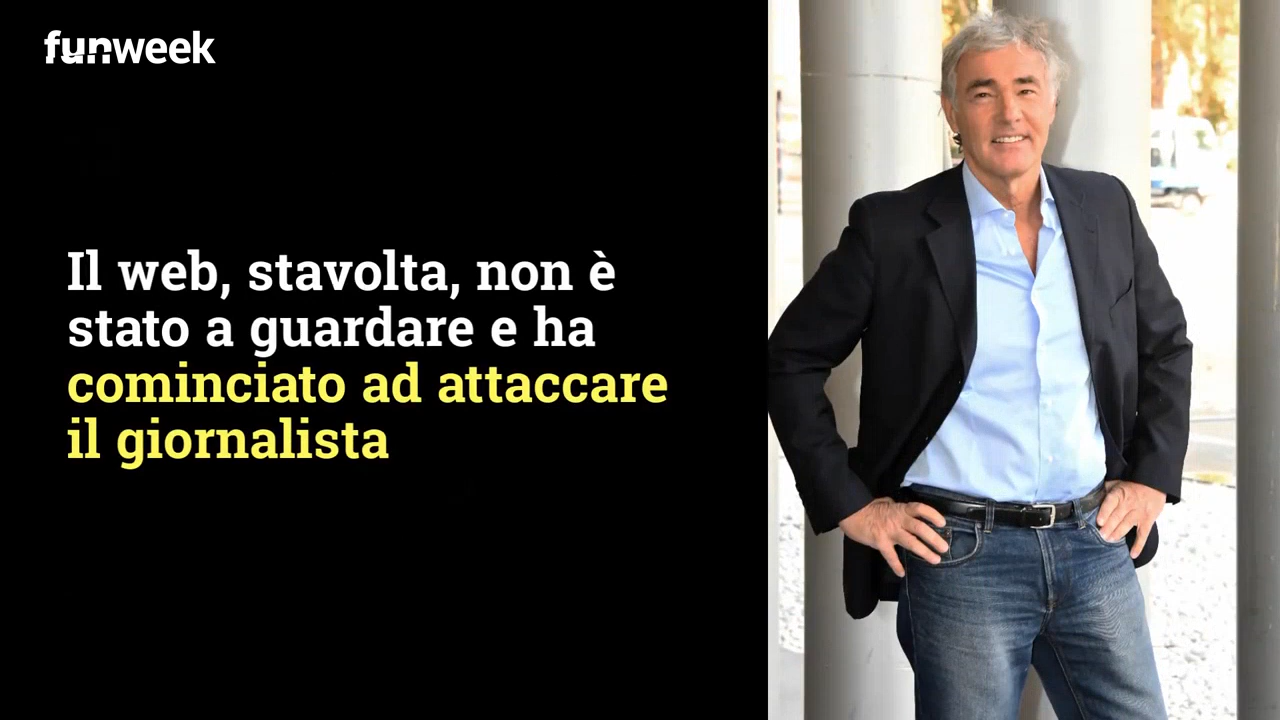 funweek
Il web, stavolta, non è
stato a guardare e ha
cominciato ad attaccare
il giornalista